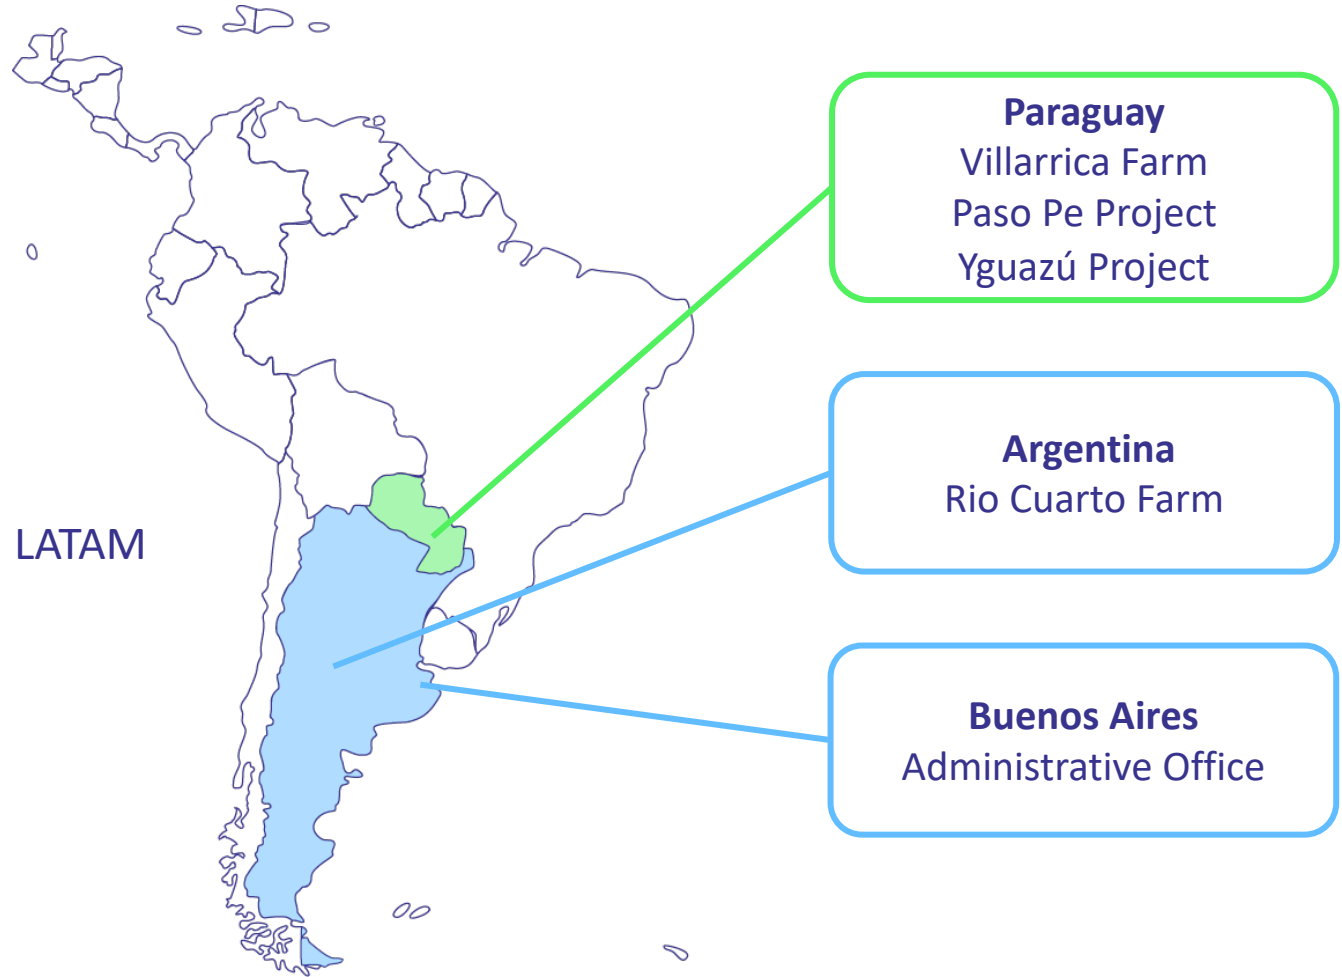 LATAM
Paraguay
Villarrica Farm
Paso Pe Project
Yguazú Project
Argentina
Rio Cuarto Farm
Buenos Aires
Administrative Office